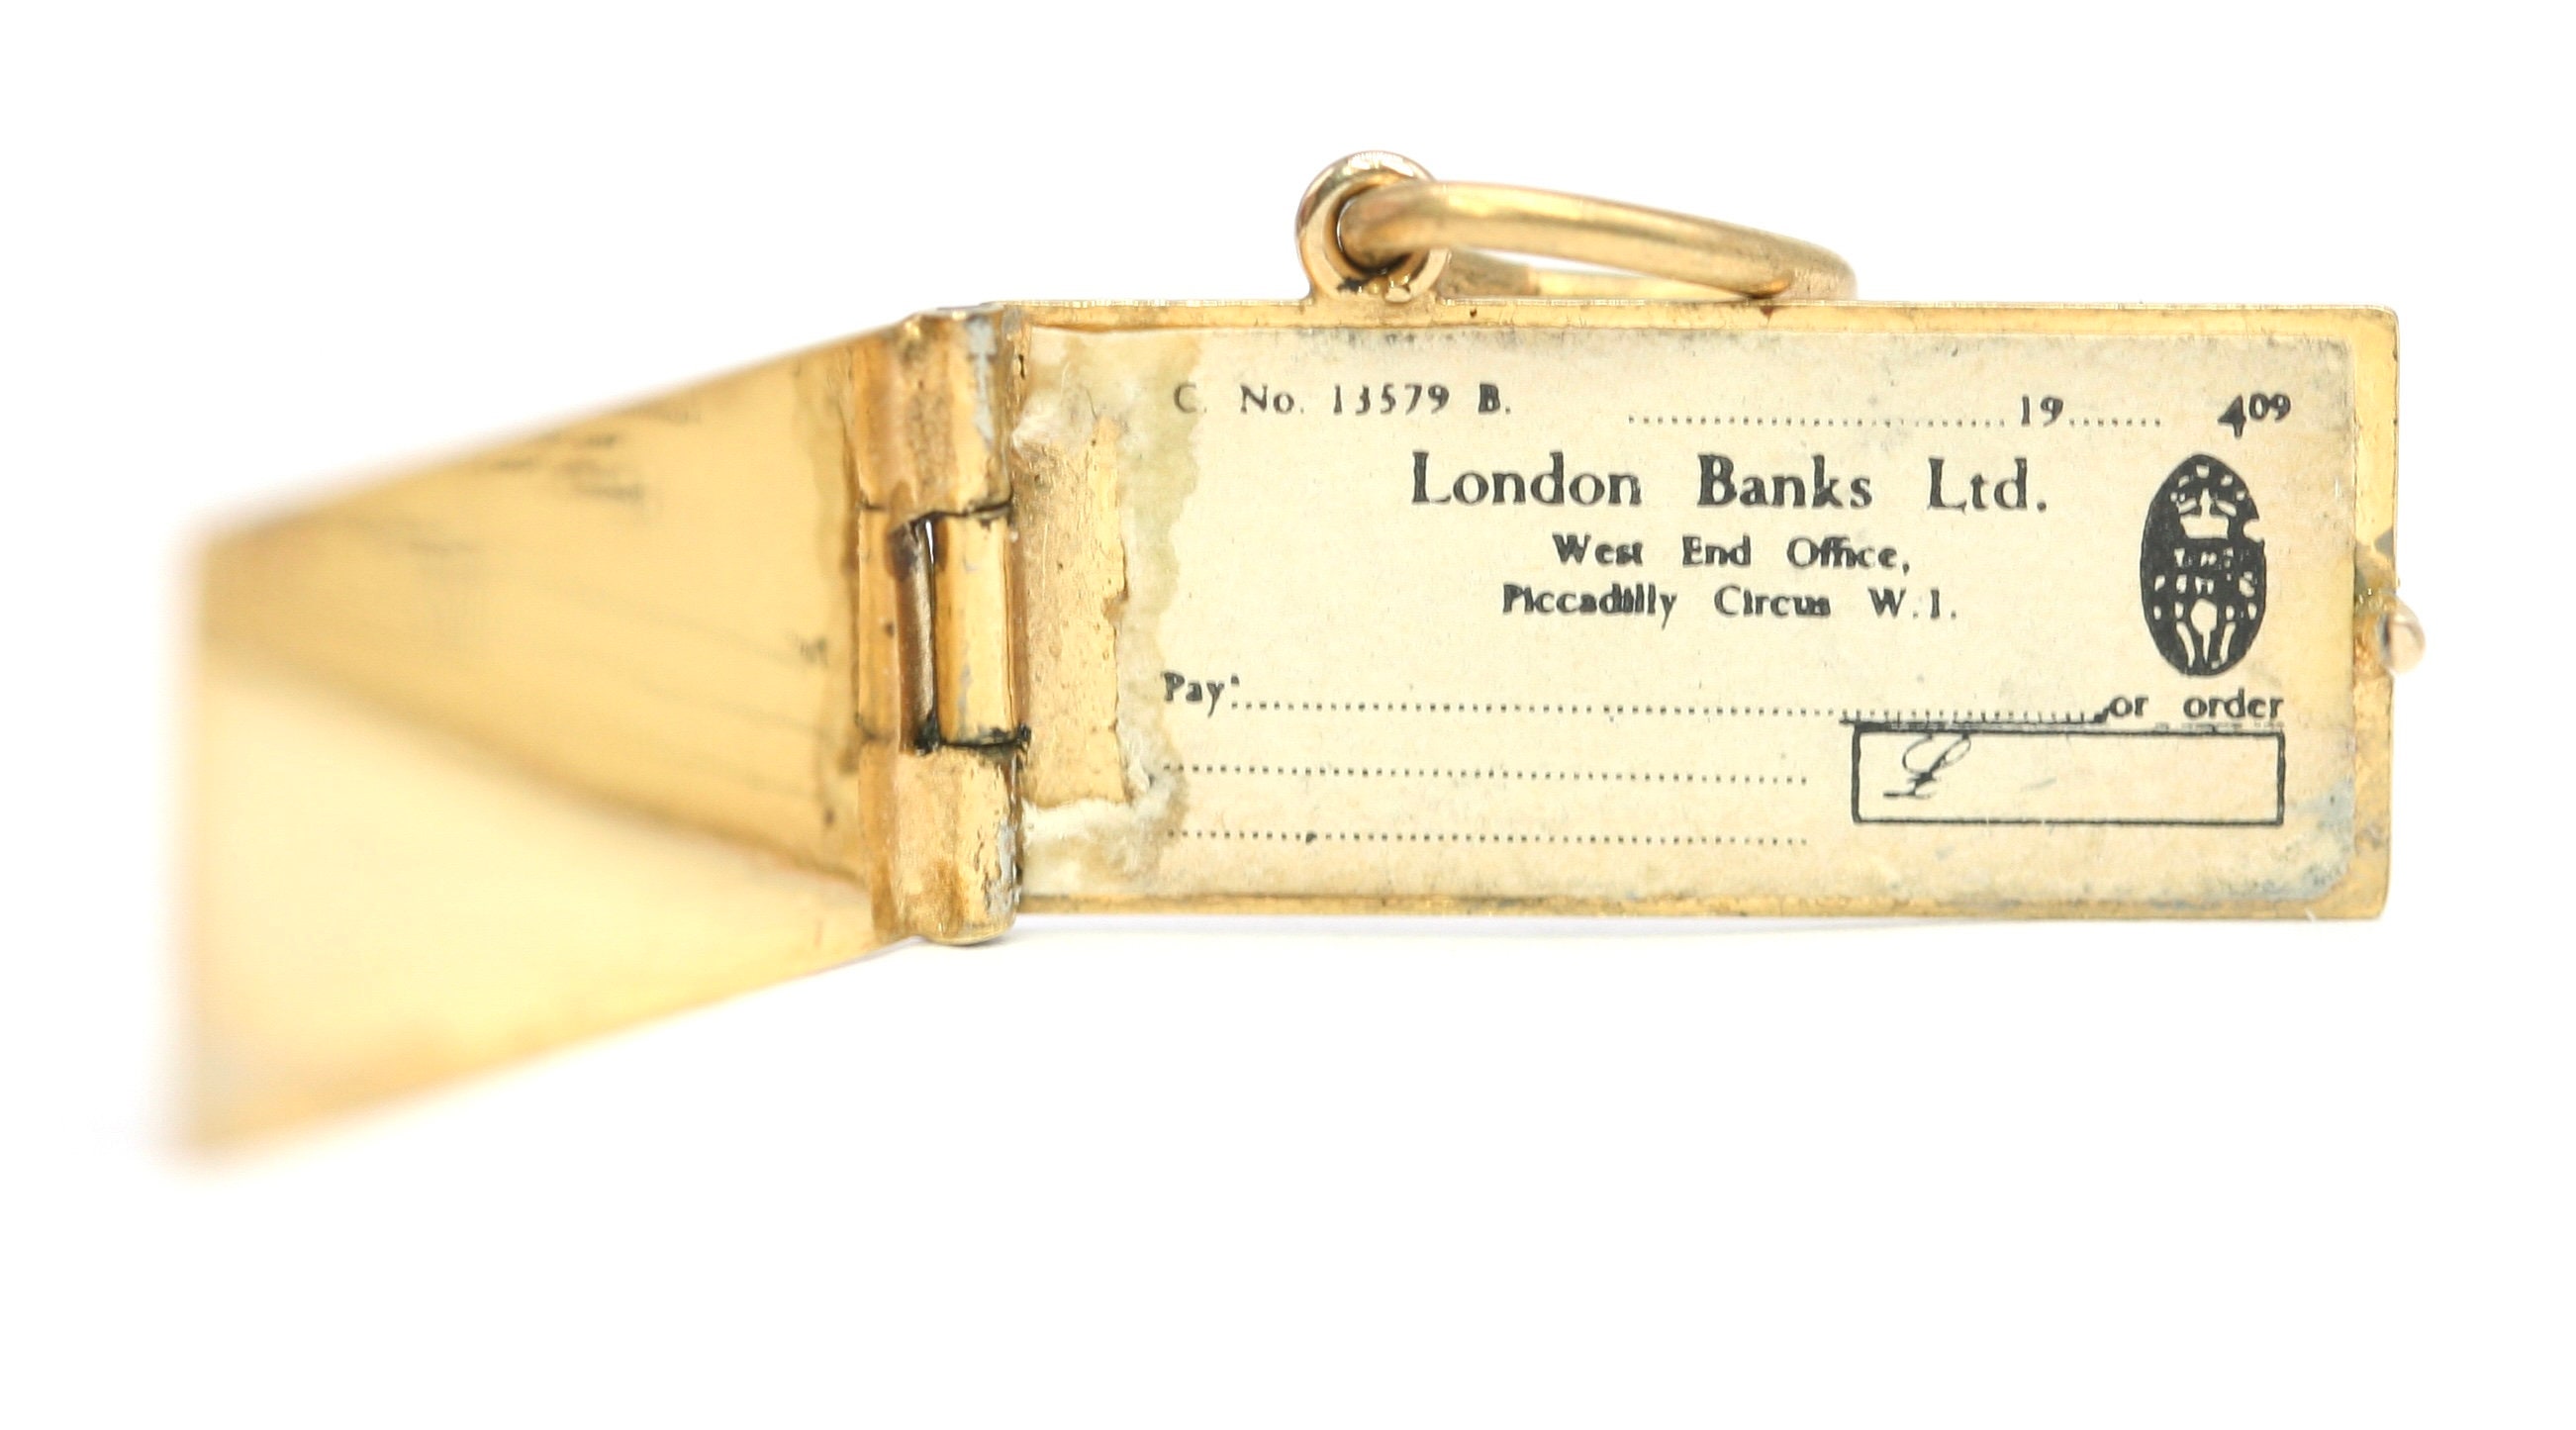 C. No. 13579 B. .......................... 19....... 409
London Banks Ltd.
West End Office,
Piccadilly Circus W.1.
Pay ........................................ or order
£